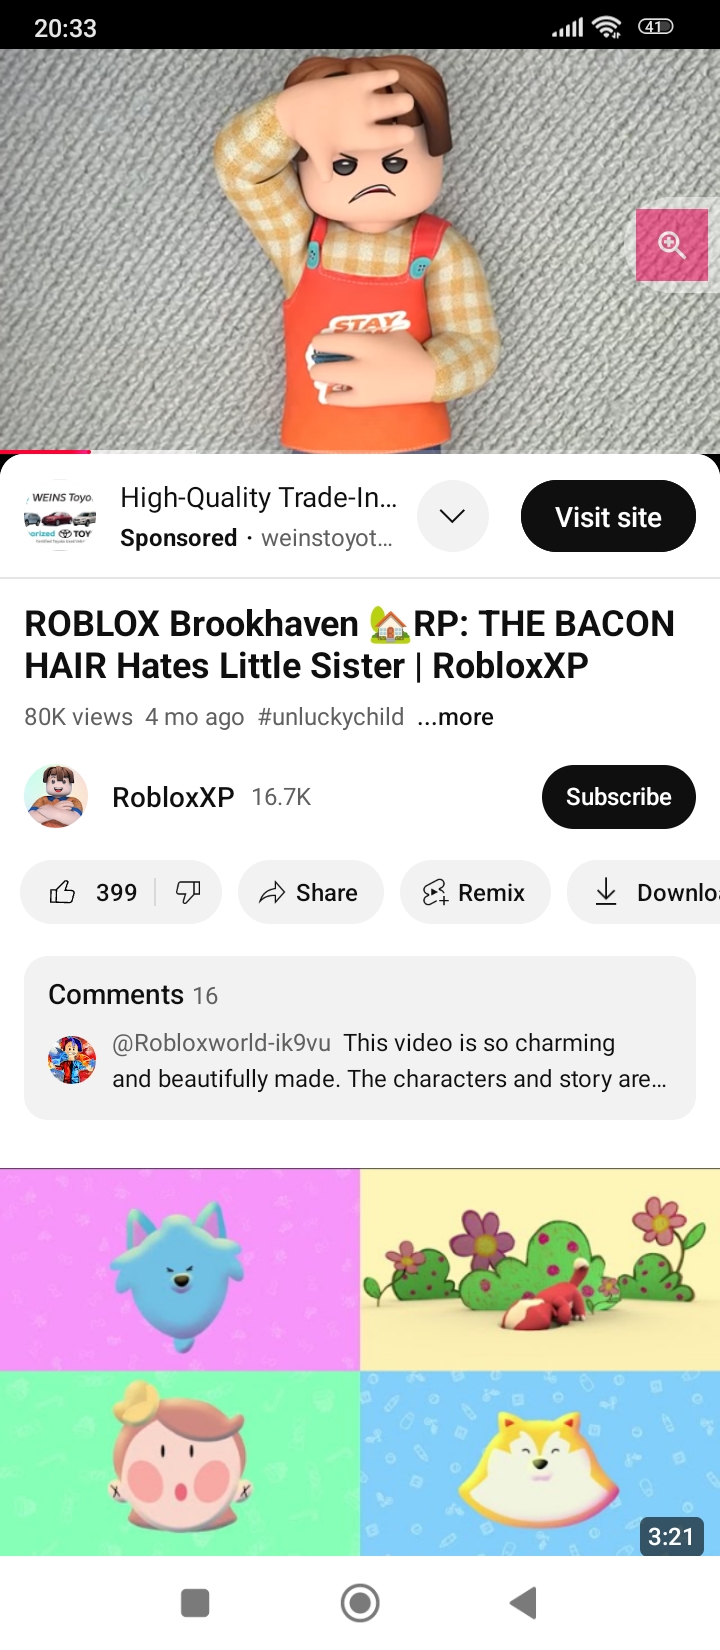 20:33
41
STAY
WEINS Toyo
orized TOY
High-Quality Trade-In...
Sponsored · weinstoyot...
Visit site
ROBLOX Brookhaven 🏡RP: THE BACON
HAIR Hates Little Sister | RobloxXP
80K views 4 mo ago #unluckychild ...more
RobloxXP 16.7K
Subscribe
399
Share
Remix
Downlo
Comments 16
@Robloxworld-ik9vu This video is so charming
and beautifully made. The characters and story are...
3:21